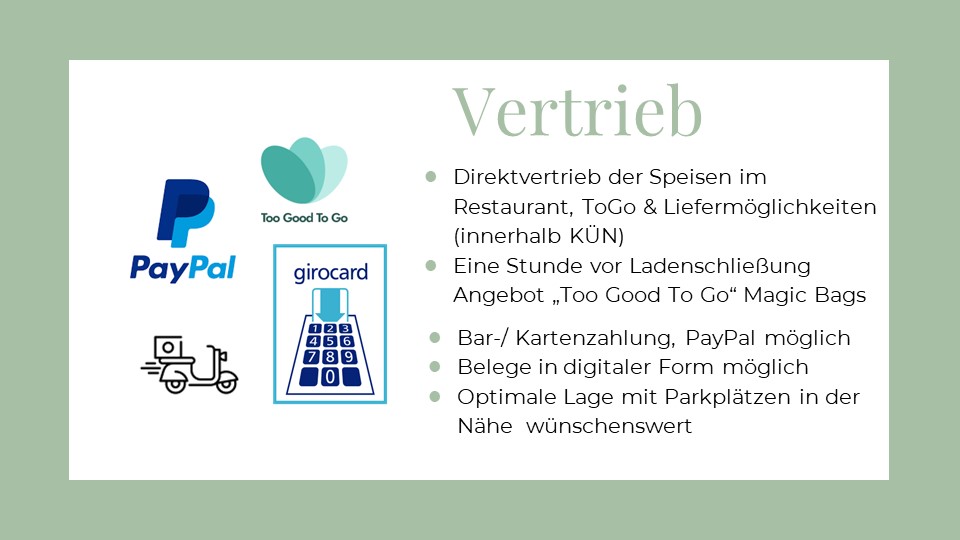 Vertrieb
Too Good To Go
PayPal
girocard
1 2 3
4 5 6
7 8 9
0
● Direktvertrieb der Speisen im
Restaurant, ToGo & Liefermöglichkeiten
(innerhalb KÜN)
● Eine Stunde vor Ladenschließung
Angebot „Too Good To Go“ Magic Bags
● Bar-/ Kartenzahlung, PayPal möglich
● Belege in digitaler Form möglich
● Optimale Lage mit Parkplätzen in der
Nähe  wünschenswert